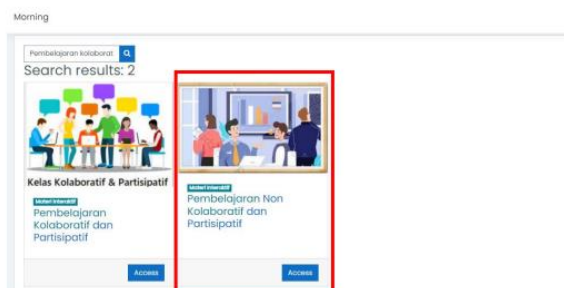 Morning
Pembelajaran kolaborat
Search results: 2
Kelas Kolaboratif & Partisipatif
Materi Interaktif
Pembelajaran
Kolaboratif dan
Partisipatif
Access
Materi Interaktif
Pembelajaran Non
Kolaboratif dan
Partisipatif
Access